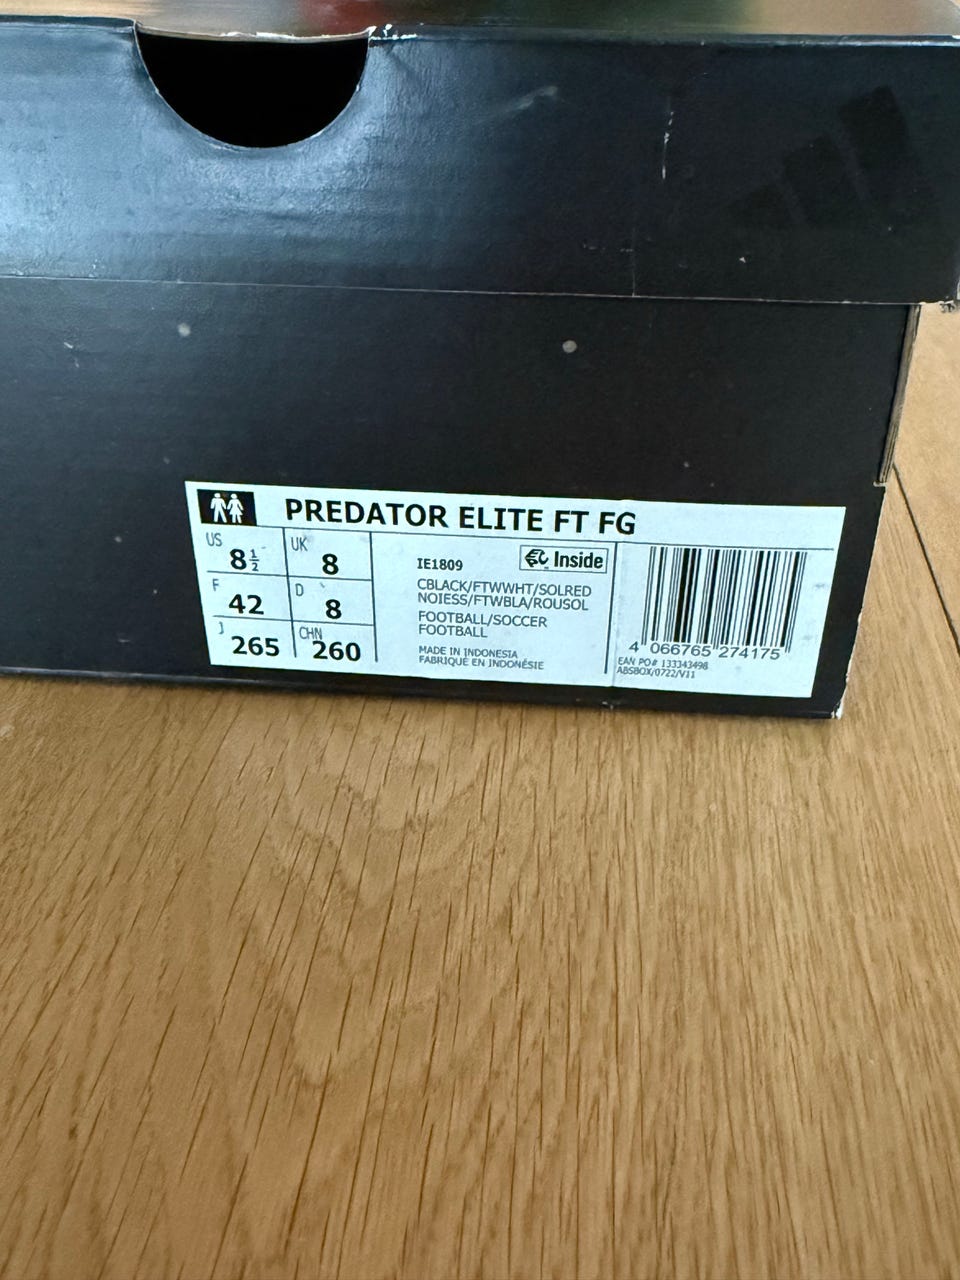 PREDATOR ELITE FT FG
US 8½ UK 8
F 42 D 8
J 265 CHN 260
IE1809 Inside
CBLACK/FTWWHT/SOLRED
NOIESS/FTWBLA/ROUSOL
FOOTBALL/SOCCER
FOOTBALL
MADE IN INDONESIA
FABRIQUÉ EN INDONÉSIE
4 066765 274175
EAN PO# 133343498
ABSBOX/0722/V11